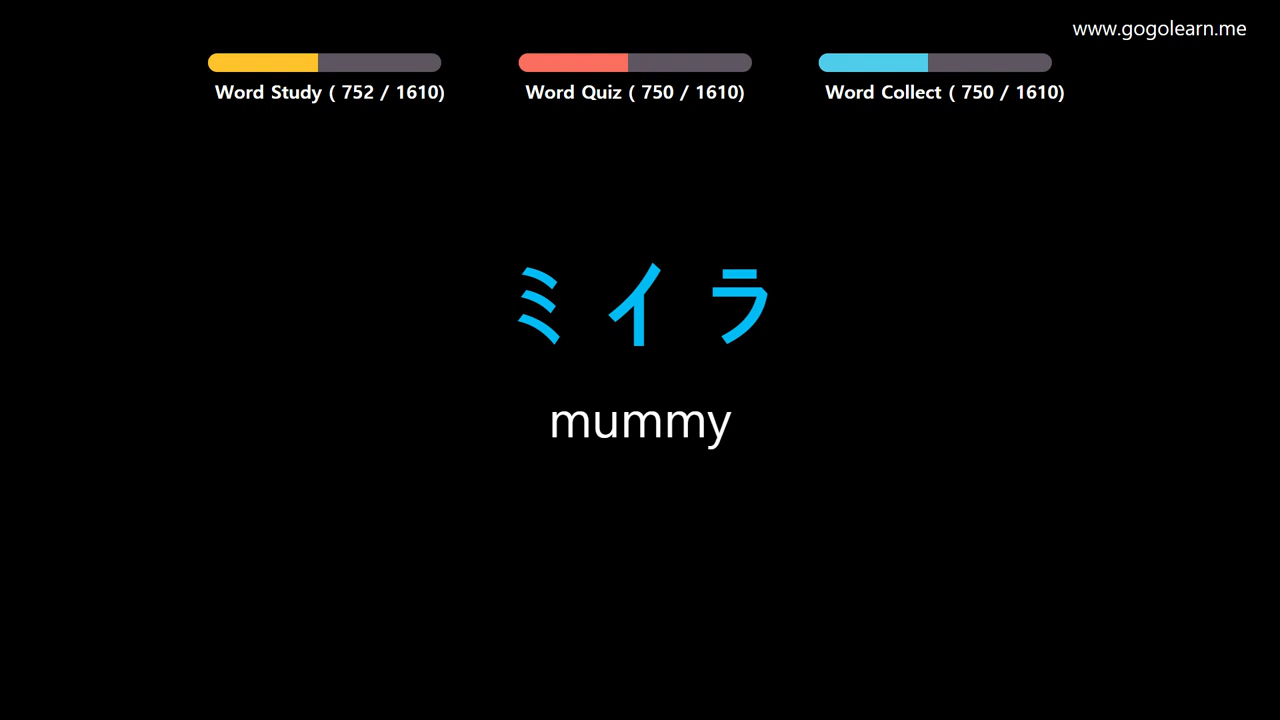 www.gogolearn.me
Word Study ( 752 / 1610)
Word Quiz ( 750 / 1610)
Word Collect ( 750 / 1610)
ミイラ
mummy